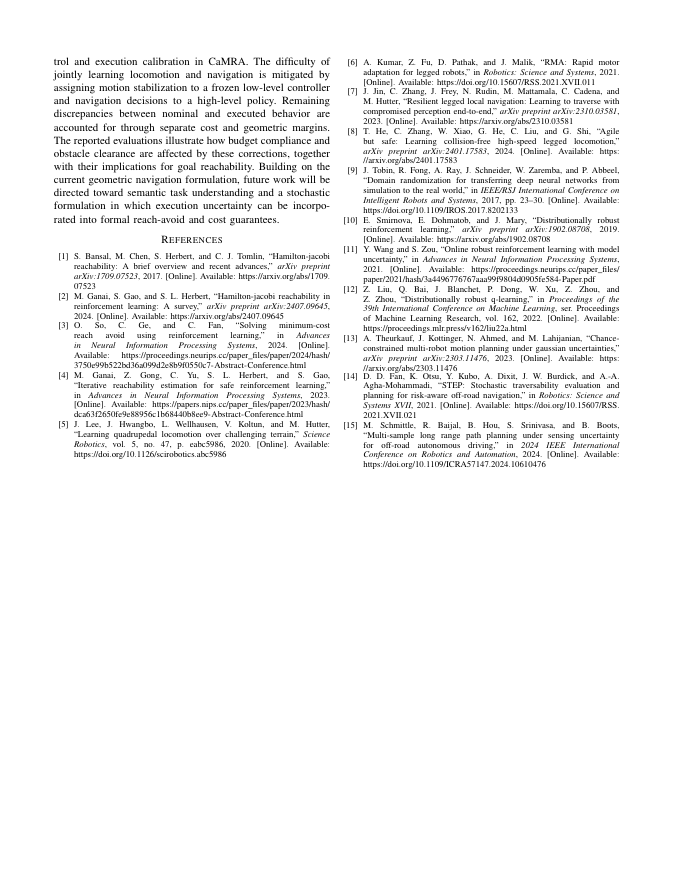 trol and execution calibration in CaMRA. The difficulty of
jointly learning locomotion and navigation is mitigated by
assigning motion stabilization to a frozen low-level controller
and navigation decisions to a high-level policy. Remaining
discrepancies between nominal and executed behavior are
accounted for through separate cost and geometric margins.
The reported evaluations illustrate how budget compliance and
obstacle clearance are affected by these corrections, together
with their implications for goal reachability. Building on the
current geometric navigation formulation, future work will be
directed toward semantic task understanding and a stochastic
formulation in which execution uncertainty can be incorpo-
rated into formal reach-avoid and cost guarantees.
REFERENCES
[1] S. Bansal, M. Chen, S. Herbert, and C. J. Tomlin, “Hamilton-jacobi
reachability: A brief overview and recent advances,” arXiv preprint
arXiv:1709.07523, 2017. [Online]. Available: https://arxiv.org/abs/1709.
07523
[2] M. Ganai, S. Gao, and S. L. Herbert, “Hamilton-jacobi reachability in
reinforcement learning: A survey,” arXiv preprint arXiv:2407.09645,
2024. [Online]. Available: https://arxiv.org/abs/2407.09645
[3] O. So, C. Ge, and C. Fan, “Solving minimum-cost
reach avoid using reinforcement learning,” in Advances
in Neural Information Processing Systems, 2024. [Online].
Available: https://proceedings.neurips.cc/paper_files/paper/2024/hash/
3750e99b522bd36a099d2e8b9f0550c7-Abstract-Conference.html
[4] M. Ganai, Z. Gong, C. Yu, S. L. Herbert, and S. Gao,
“Iterative reachability estimation for safe reinforcement learning,”
in Advances in Neural Information Processing Systems, 2023.
[Online]. Available: https://papers.nips.cc/paper_files/paper/2023/hash/
dca63f2650fe9e88956c1b68440b8ee9-Abstract-Conference.html
[5] J. Lee, J. Hwangbo, L. Wellhausen, V. Koltun, and M. Hutter,
“Learning quadrupedal locomotion over challenging terrain,” Science
Robotics, vol. 5, no. 47, p. eabc5986, 2020. [Online]. Available:
https://doi.org/10.1126/scirobotics.abc5986
[6] A. Kumar, Z. Fu, D. Pathak, and J. Malik, “RMA: Rapid motor
adaptation for legged robots,” in Robotics: Science and Systems, 2021.
[Online]. Available: https://doi.org/10.15607/RSS.2021.XVII.011
[7] J. Jin, C. Zhang, J. Frey, N. Rudin, M. Mattamala, C. Cadena, and
M. Hutter, “Resilient legged local navigation: Learning to traverse with
compromised perception end-to-end,” arXiv preprint arXiv:2310.03581,
2023. [Online]. Available: https://arxiv.org/abs/2310.03581
[8] T. He, C. Zhang, W. Xiao, G. He, C. Liu, and G. Shi, “Agile
but safe: Learning collision-free high-speed legged locomotion,”
arXiv preprint arXiv:2401.17583, 2024. [Online]. Available: https:
//arxiv.org/abs/2401.17583
[9] J. Tobin, R. Fong, A. Ray, J. Schneider, W. Zaremba, and P. Abbeel,
“Domain randomization for transferring deep neural networks from
simulation to the real world,” in IEEE/RSJ International Conference on
Intelligent Robots and Systems, 2017, pp. 23–30. [Online]. Available:
https://doi.org/10.1109/IROS.2017.8202133
[10] E. Smirnova, E. Dohmatob, and J. Mary, “Distributionally robust
reinforcement learning,” arXiv preprint arXiv:1902.08708, 2019.
[Online]. Available: https://arxiv.org/abs/1902.08708
[11] Y. Wang and S. Zou, “Online robust reinforcement learning with model
uncertainty,” in Advances in Neural Information Processing Systems,
2021. [Online]. Available: https://proceedings.neurips.cc/paper_files/
paper/2021/hash/3a4496776767aaa99f9804d0905fe584-Paper.pdf
[12] Z. Liu, Q. Bai, J. Blanchet, P. Dong, W. Xu, Z. Zhou, and
Z. Zhou, “Distributionally robust q-learning,” in Proceedings of the
39th International Conference on Machine Learning, ser. Proceedings
of Machine Learning Research, vol. 162, 2022. [Online]. Available:
https://proceedings.mlr.press/v162/liu22a.html
[13] A. Theurkauf, J. Kottinger, N. Ahmed, and M. Lahijanian, “Chance-
constrained multi-robot motion planning under gaussian uncertainties,”
arXiv preprint arXiv:2303.11476, 2023. [Online]. Available: https:
//arxiv.org/abs/2303.11476
[14] D. D. Fan, K. Otsu, Y. Kubo, A. Dixit, J. W. Burdick, and A.-A.
Agha-Mohammadi, “STEP: Stochastic traversability evaluation and
planning for risk-aware off-road navigation,” in Robotics: Science and
Systems XVII, 2021. [Online]. Available: https://doi.org/10.15607/RSS.
2021.XVII.021
[15] M. Schmittle, R. Baijal, B. Hou, S. Srinivasa, and B. Boots,
“Multi-sample long range path planning under sensing uncertainty
for off-road autonomous driving,” in 2024 IEEE International
Conference on Robotics and Automation, 2024. [Online]. Available:
https://doi.org/10.1109/ICRA57147.2024.10610476